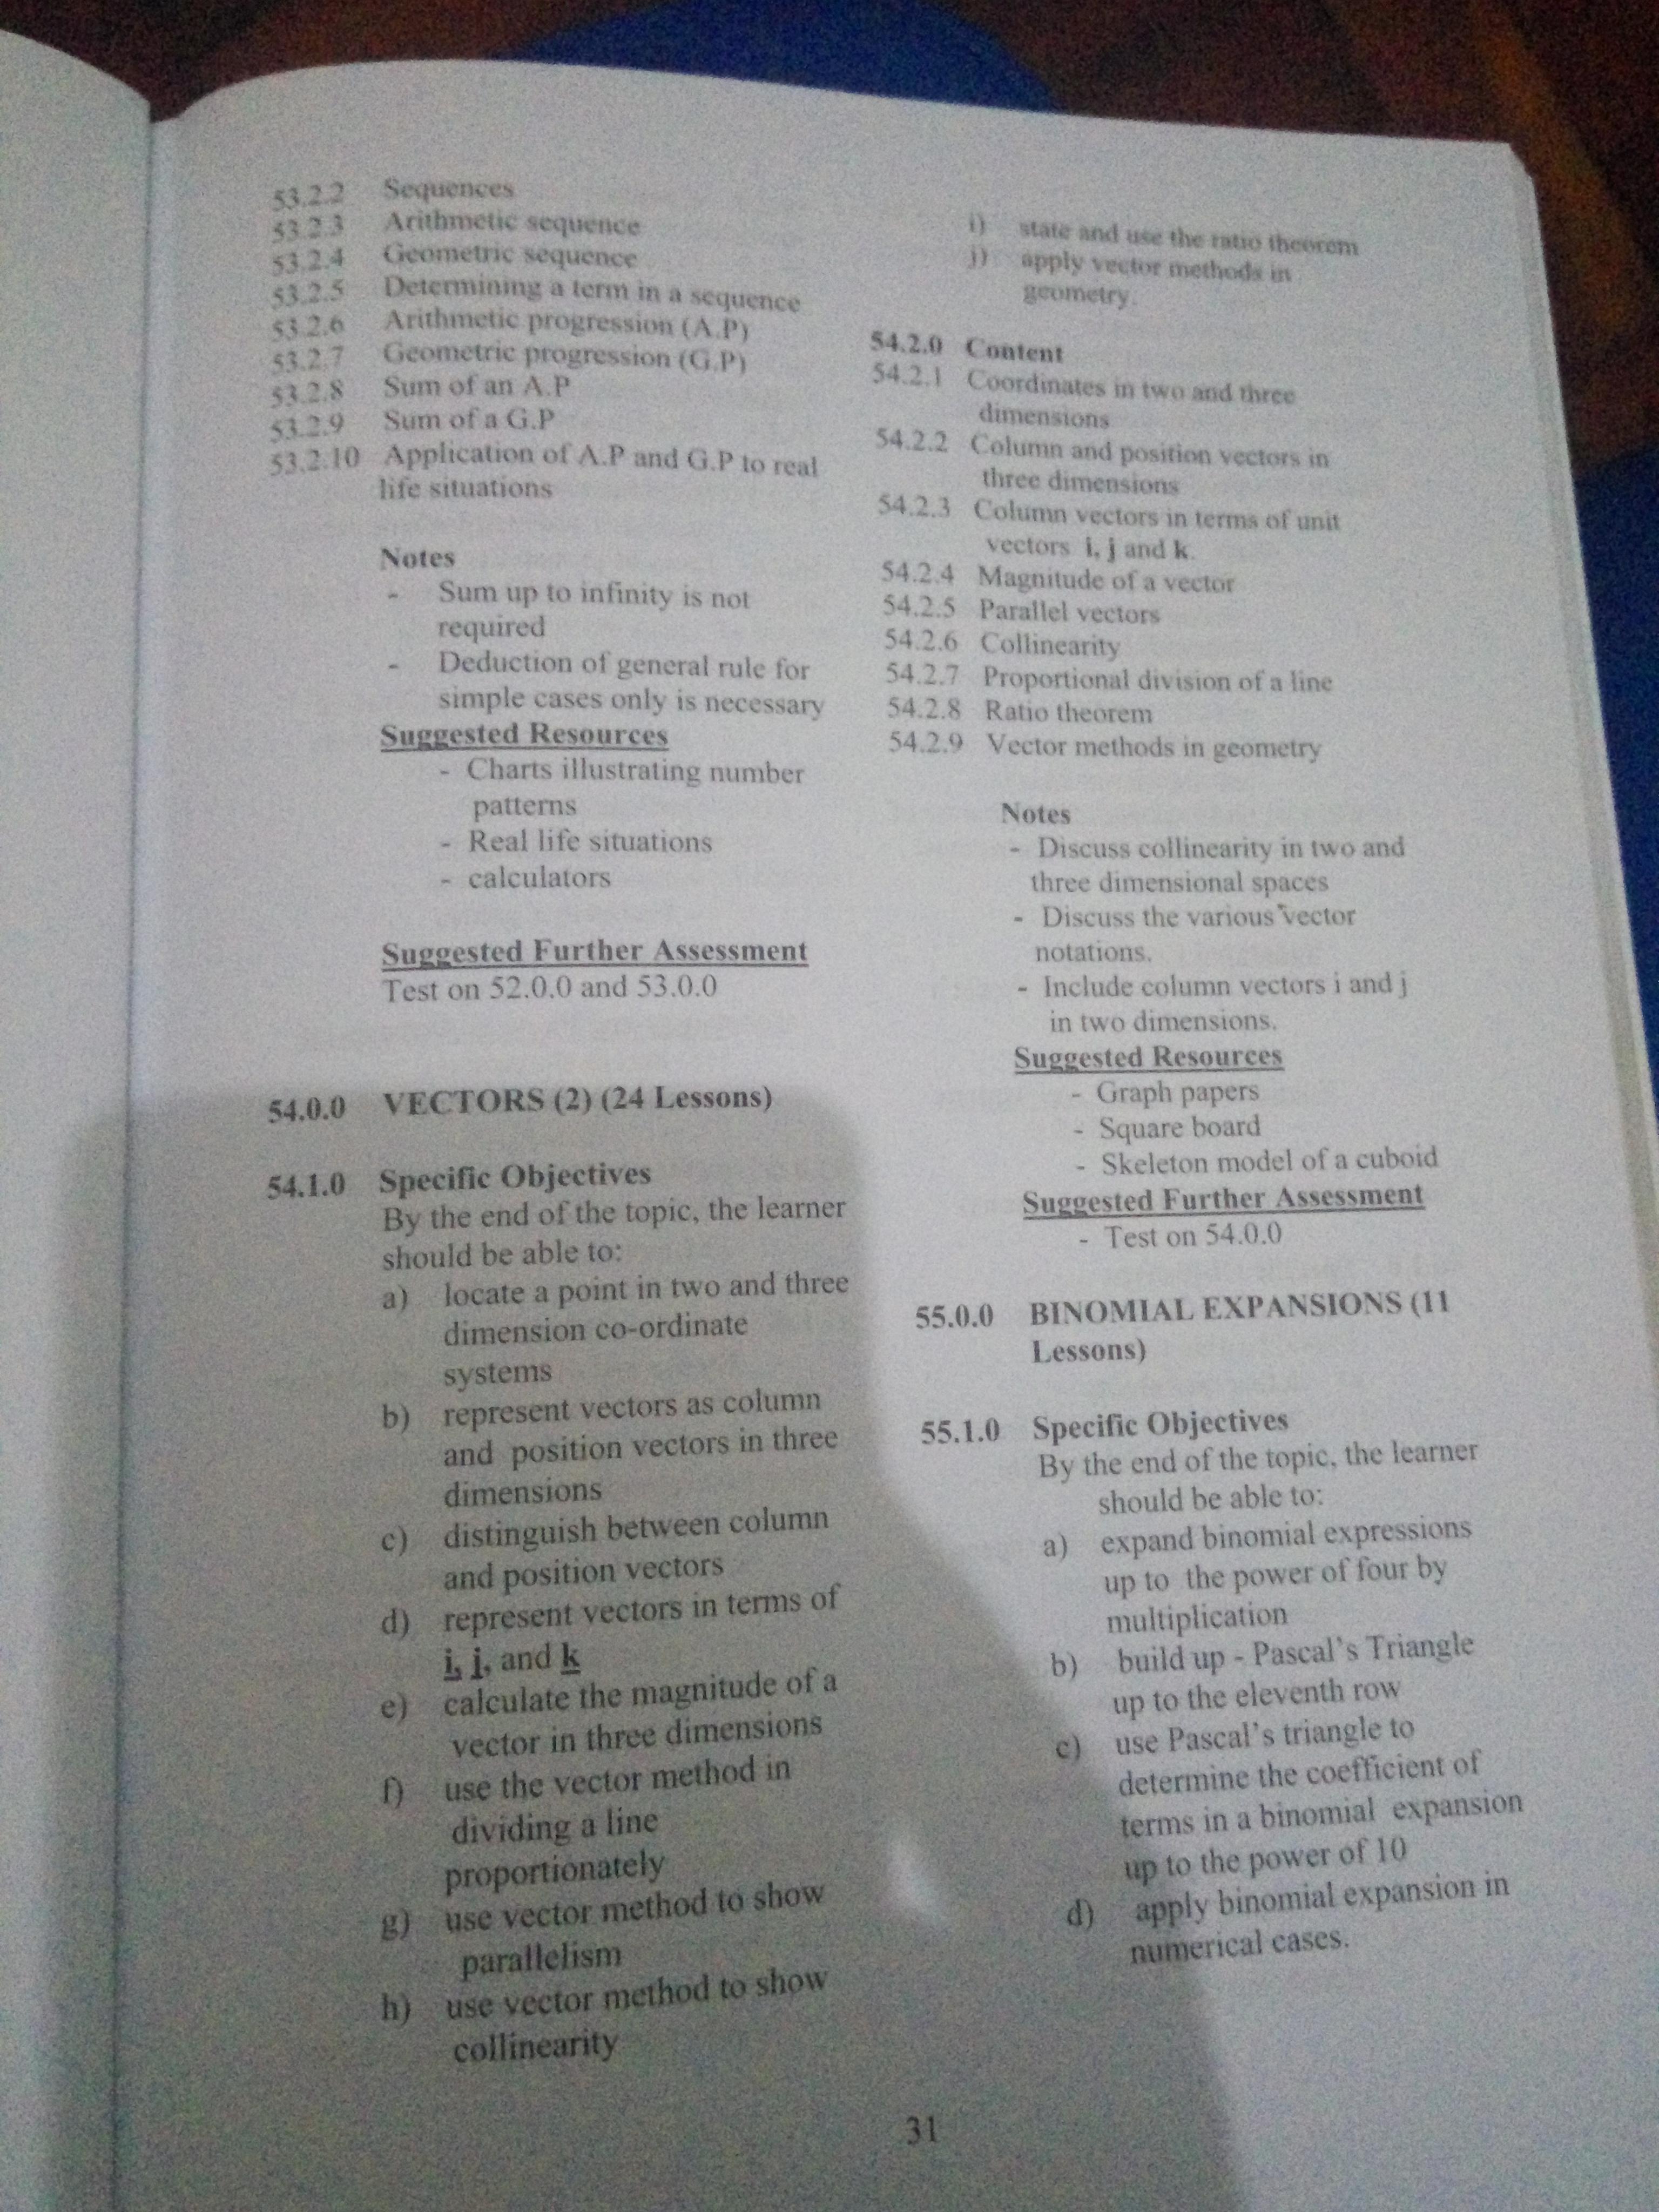 53.2.2 Sequences
53.2.3 Arithmetic sequence
53.2.4 Geometric sequence
53.2.5 Determining a term in a sequence
53.2.6 Arithmetic progression (A.P)
53.2.7 Geometric progression (G.P)
53.2.8 Sum of an A.P
53.2.9 Sum of a G.P
53.2.10 Application of A.P and G.P to real
life situations
Notes
- Sum up to infinity is not
required
- Deduction of general rule for
simple cases only is necessary
Suggested Resources
- Charts illustrating number
patterns
- Real life situations
- calculators
Suggested Further Assessment
Test on 52.0.0 and 53.0.0
54.0.0 VECTORS (2) (24 Lessons)
54.1.0 Specific Objectives
By the end of the topic, the learner
should be able to:
a) locate a point in two and three
dimension co-ordinate
systems
b) represent vectors as column
and position vectors in three
dimensions
c) distinguish between column
and position vectors
d) represent vectors in terms of
i, j, and k
e) calculate the magnitude of a
vector in three dimensions
f) use the vector method in
dividing a line
proportionately
g) use vector method to show
parallelism
h) use vector method to show
collinearity
i) state and use the ratio theorem
j) apply vector methods in
geometry.
54.2.0 Content
54.2.1 Coordinates in two and three
dimensions
54.2.2 Column and position vectors in
three dimensions
54.2.3 Column vectors in terms of unit
vectors i, j and k.
54.2.4 Magnitude of a vector
54.2.5 Parallel vectors
54.2.6 Collinearity
54.2.7 Proportional division of a line
54.2.8 Ratio theorem
54.2.9 Vector methods in geometry
Notes
- Discuss collinearity in two and
three dimensional spaces
- Discuss the various vector
notations.
- Include column vectors i and j
in two dimensions.
Suggested Resources
- Graph papers
- Square board
- Skeleton model of a cuboid
Suggested Further Assessment
- Test on 54.0.0
55.0.0 BINOMIAL EXPANSIONS (11
Lessons)
55.1.0 Specific Objectives
By the end of the topic, the learner
should be able to:
a) expand binomial expressions
up to the power of four by
multiplication
b) build up - Pascal's Triangle
up to the eleventh row
c) use Pascal's triangle to
determine the coefficient of
terms in a binomial expansion
up to the power of 10
d) apply binomial expansion in
numerical cases.
31